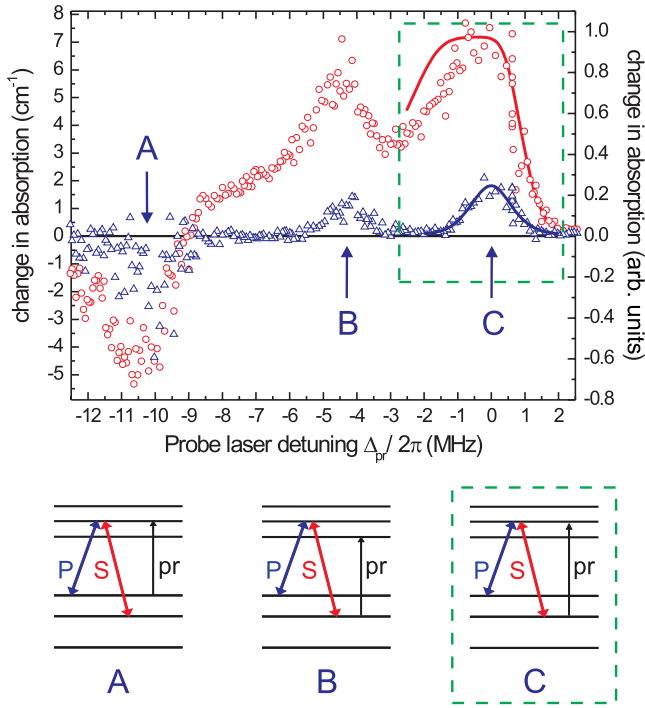 change in absorption (cm⁻¹)
8
7
6
5
4
3
2
1
0
-1
-2
-3
-4
-5
1.0
0.8
0.6
0.4
0.2
0.0
-0.2
-0.4
-0.6
-0.8
change in absorption (arb. units)
A
B
C
-12 -11 -10 -9 -8 -7 -6 -5 -4 -3 -2 -1 0 1 2
Probe laser detuning Δpr/ 2π (MHz)
P S pr
P S pr
P S pr
A
B
C